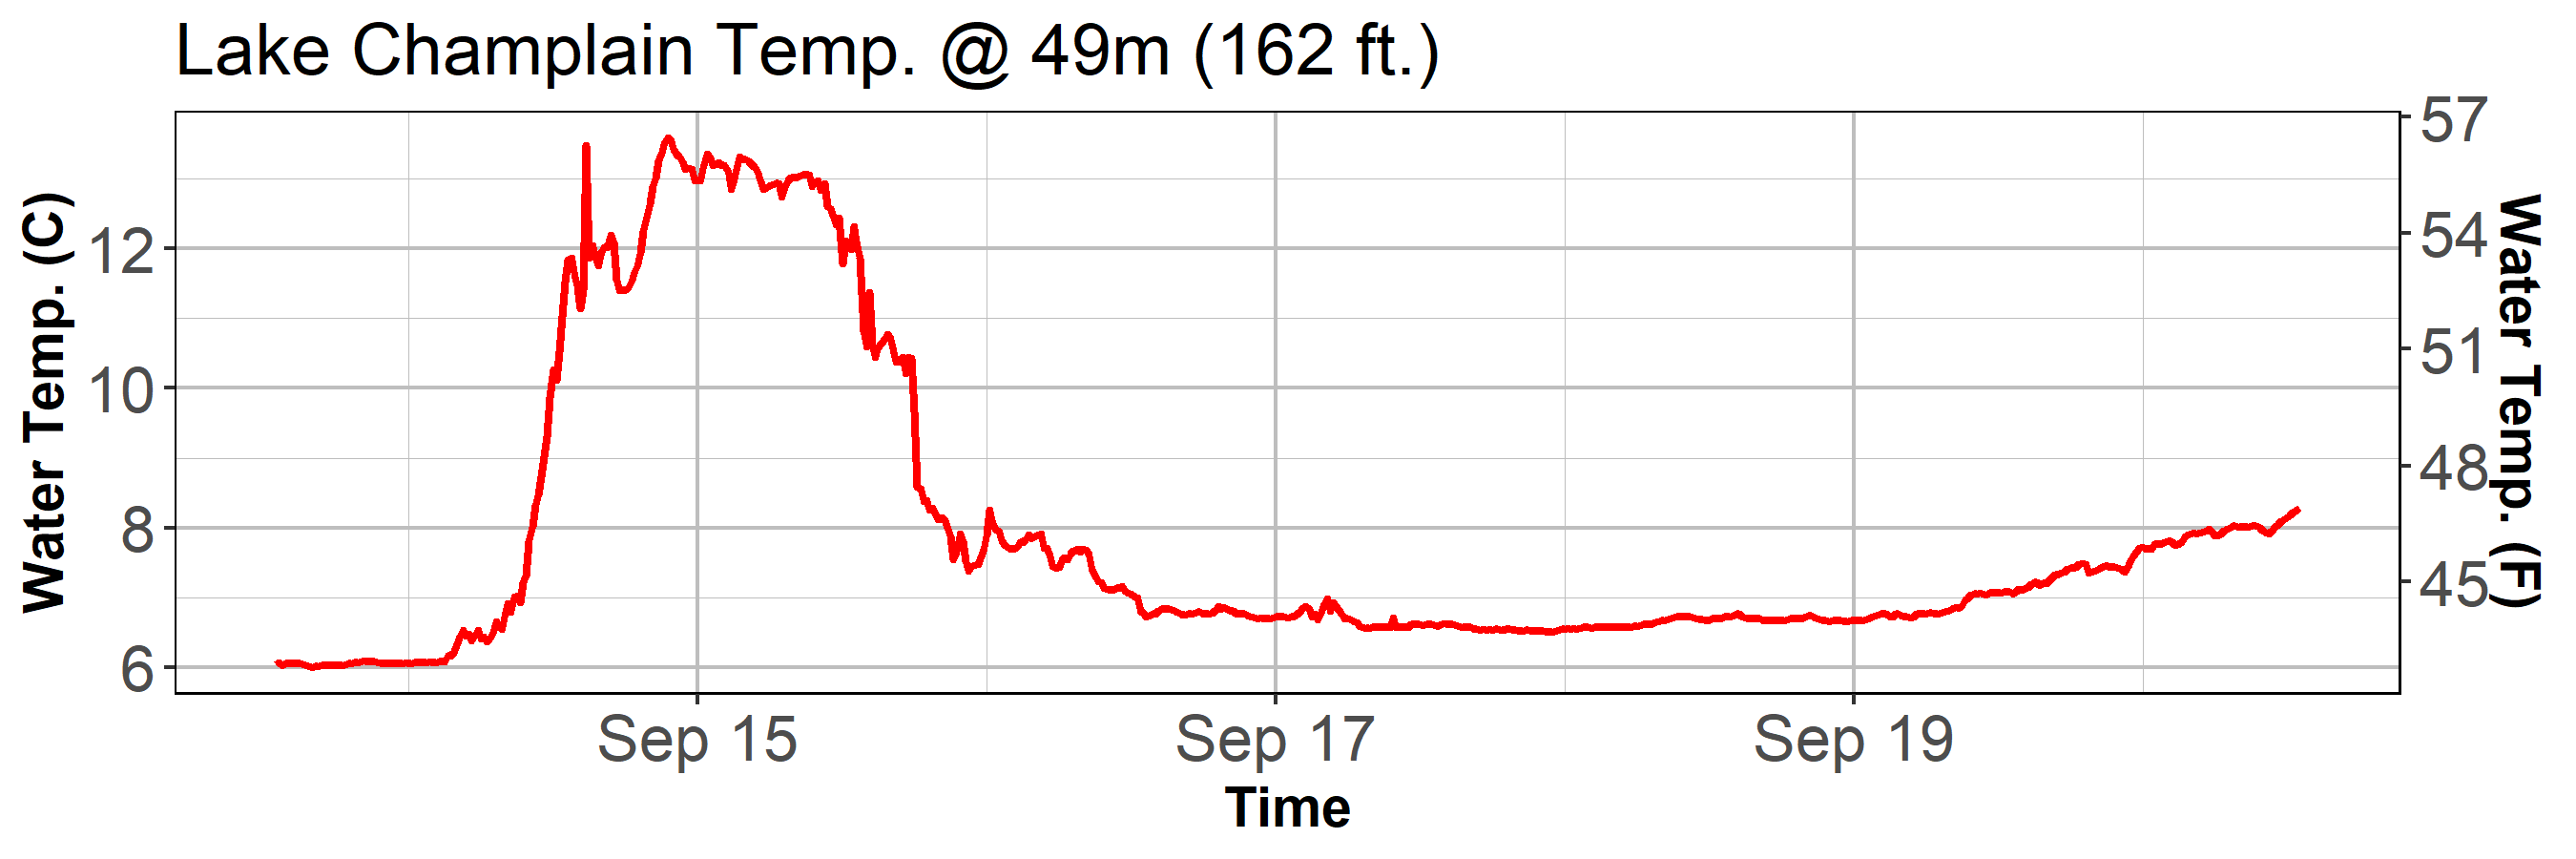 Lake Champlain Temp. @ 49m (162 ft.)
Water Temp. (C)
12
10
8
6
57
54
51
48
45
Water Temp. (F)
Sep 15
Sep 17
Sep 19
Time